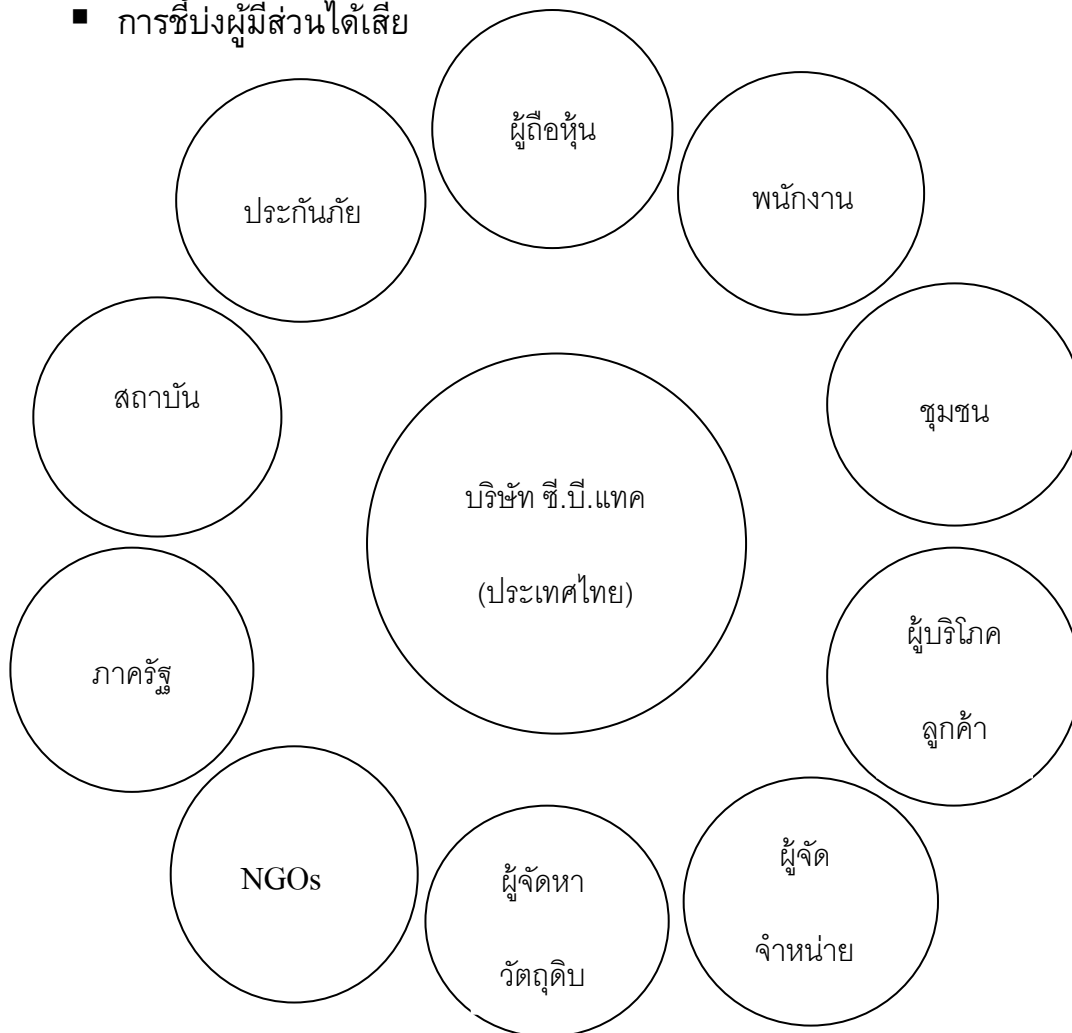 ▪ การชี้บ่งผู้มีส่วนได้เสีย
ผู้ถือหุ้น
พนักงาน
ประกันภัย
สถาบัน
ชุมชน
บริษัท ซี.บี.แทค
(ประเทศไทย)
ผู้บริโภค
ลูกค้า
ภาครัฐ
NGOs
ผู้จัดหา
วัตถุดิบ
ผู้จัด
จำหน่าย